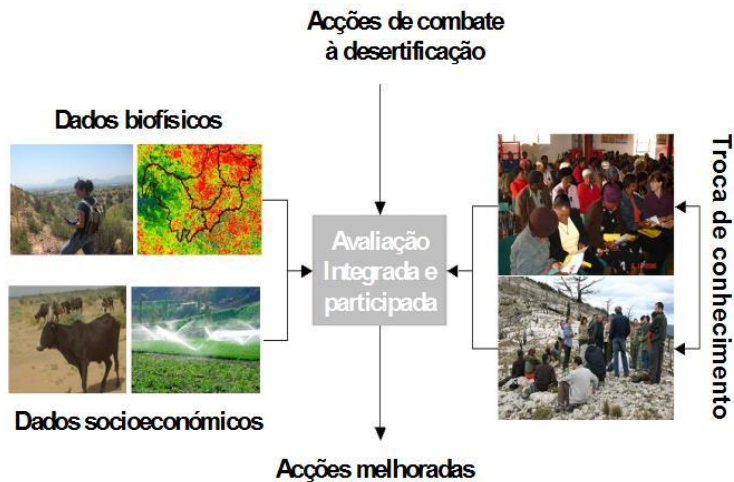 Acções de combate
à desertificação
Dados biofísicos
Troca de conhecimento
Avaliação
Integrada e
participada
Dados socioeconómicos
Acções melhoradas